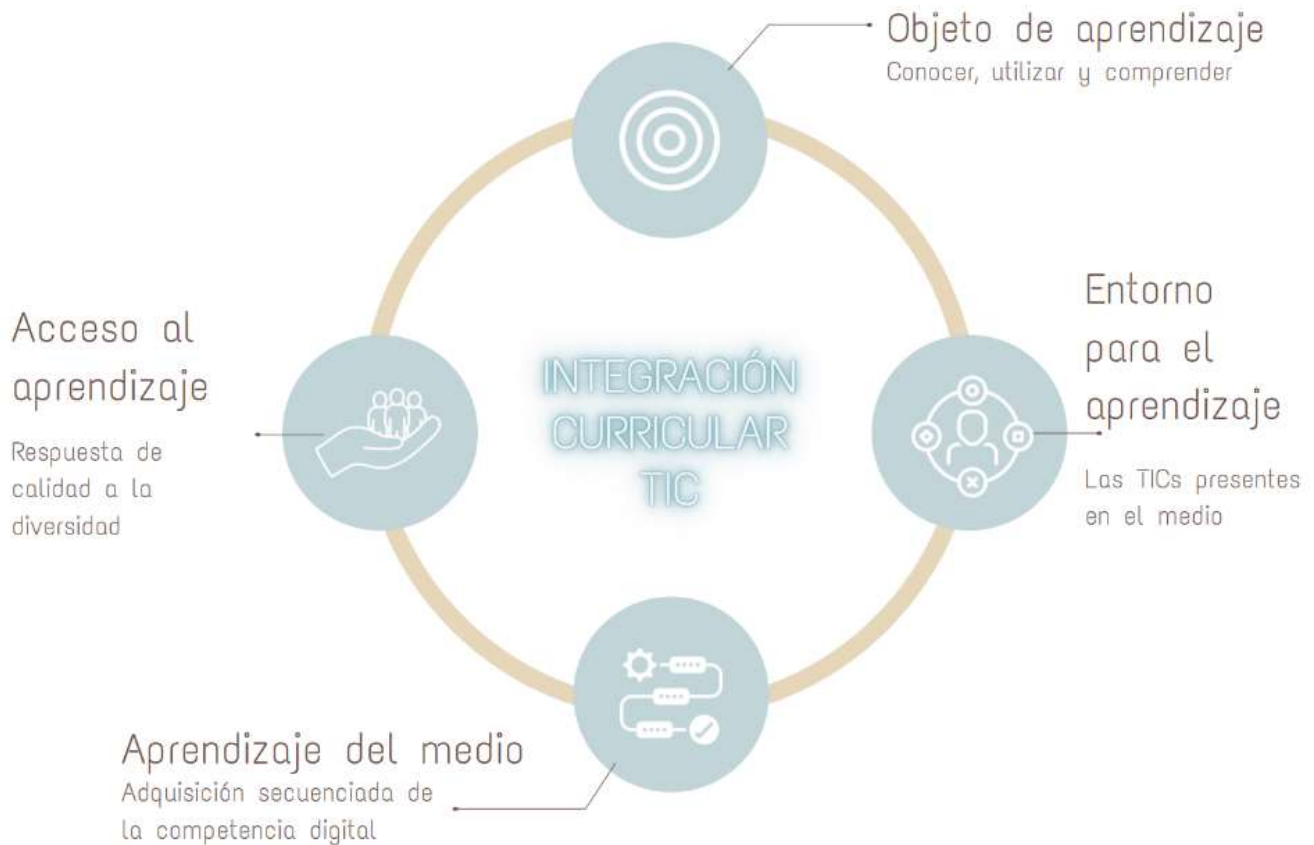 Objeto de aprendizaje
Conocer, utilizar y comprender
Entorno
para el
aprendizaje
Las TICs presentes
en el medio
Acceso al
aprendizaje
Respuesta de
calidad a la
diversidad
INTEGRACIÓN
CURRICULAR
TIC
Aprendizaje del medio
Adquisición secuenciada de
la competencia digital